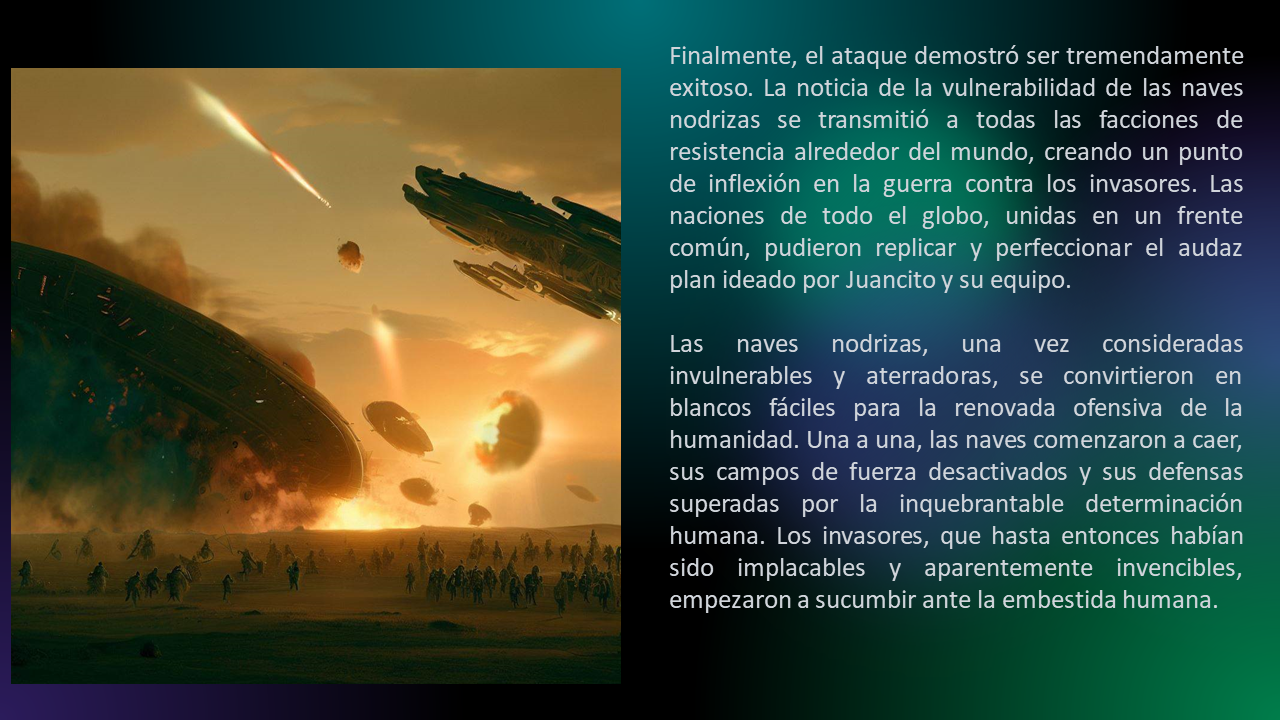 Finalmente, el ataque demostró ser tremendamente
exitoso. La noticia de la vulnerabilidad de las naves
nodrizas se transmitió a todas las facciones de
resistencia alrededor del mundo, creando un punto
de inflexión en la guerra contra los invasores. Las
naciones de todo el globo, unidas en un frente
común, pudieron replicar y perfeccionar el audaz
plan ideado por Juancito y su equipo.
Las naves nodrizas, una vez consideradas
invulnerables y aterradoras, se convirtieron en
blancos fáciles para la renovada ofensiva de la
humanidad. Una a una, las naves comenzaron a caer,
sus campos de fuerza desactivados y sus defensas
superadas por la inquebrantable determinación
humana. Los invasores, que hasta entonces habían
sido implacables y aparentemente invencibles,
empezaron a sucumbir ante la embestida humana.